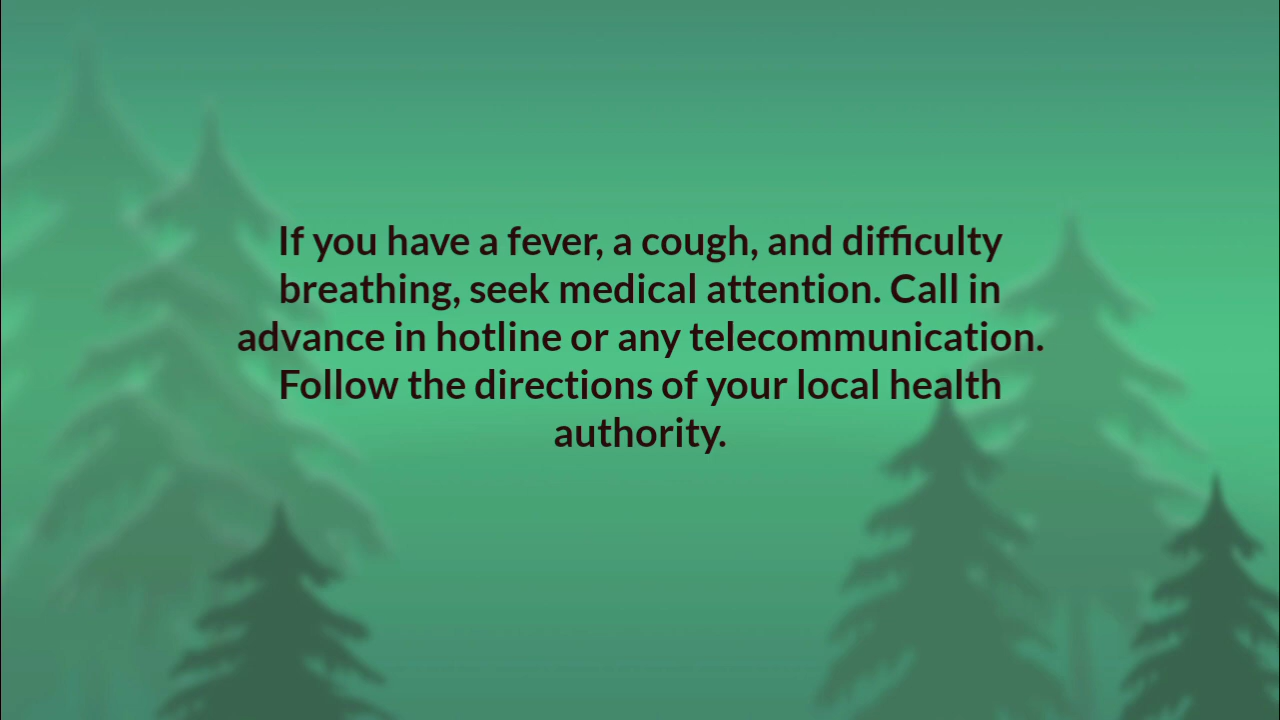 If you have a fever, a cough, and difficulty
breathing, seek medical attention. Call in
advance in hotline or any telecommunication.
Follow the directions of your local health
authority.